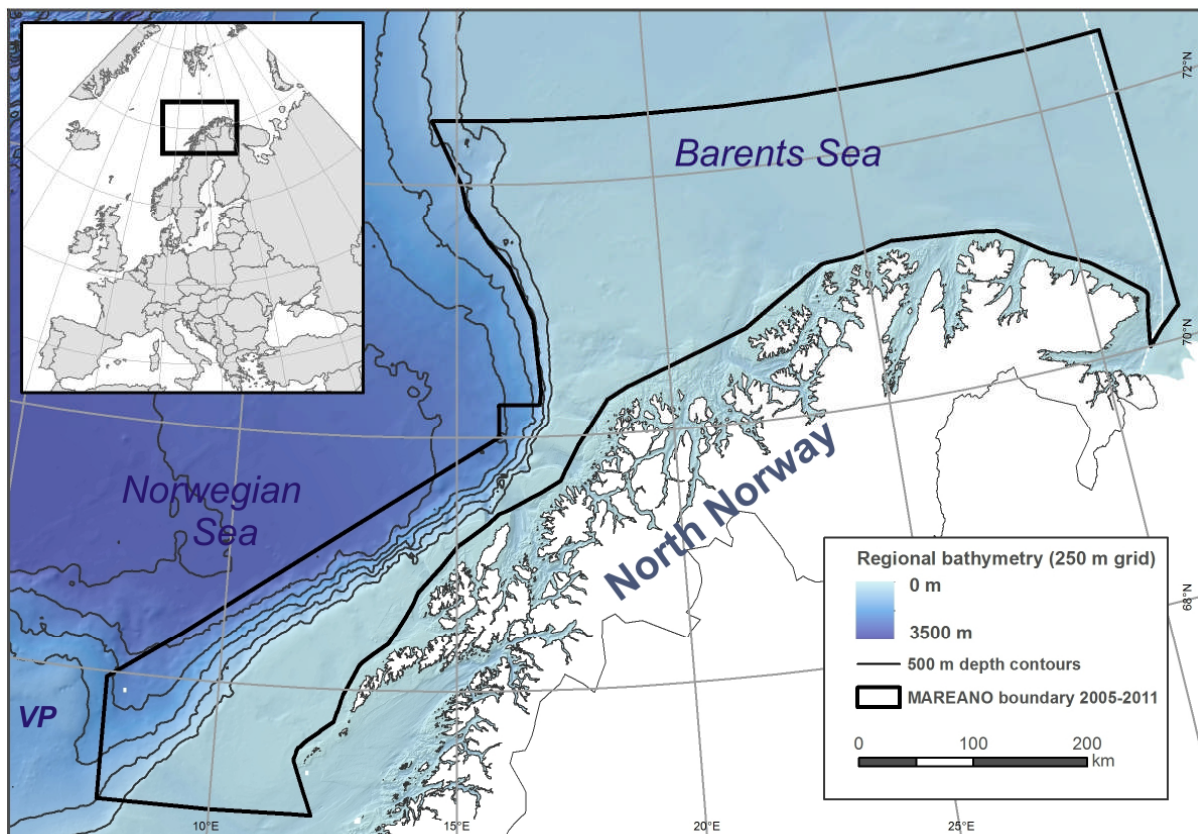 72°N
Barents Sea
70°N
Norwegian
Sea
North Norway
68°N
VP
Regional bathymetry (250 m grid)
0 m
3500 m
500 m depth contours
MAREANO boundary 2005-2011
0 100 200
km
10°E 15°E 20°E 25°E